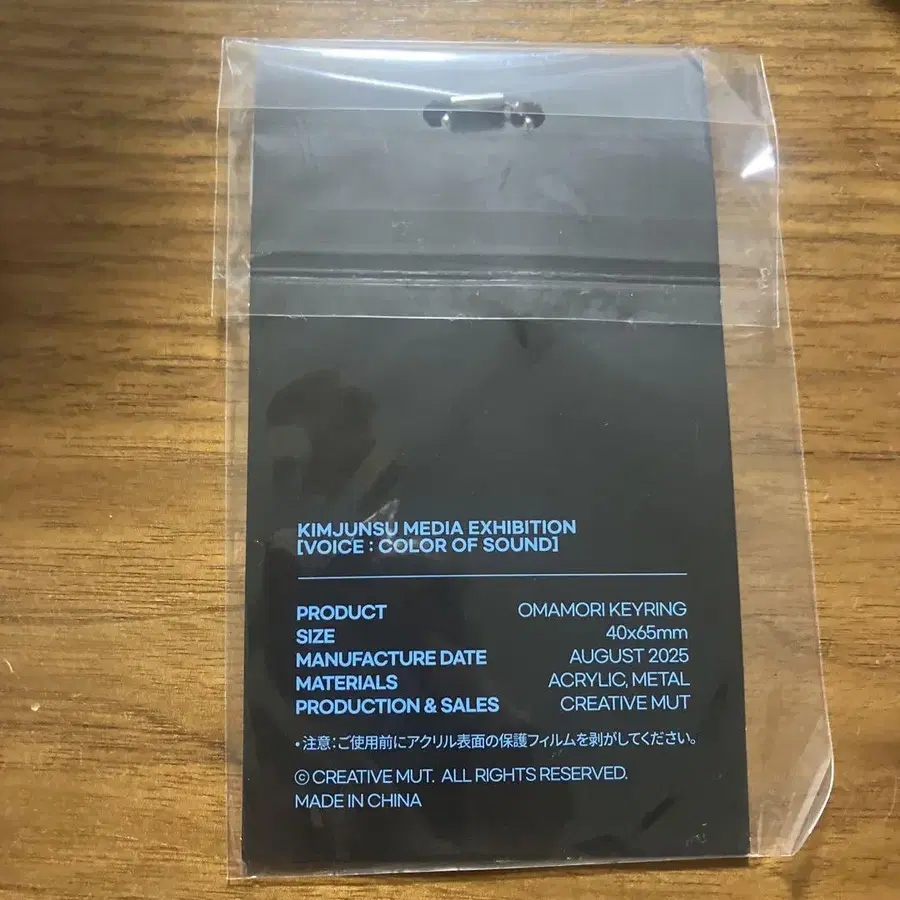 KIMJUNSU MEDIA EXHIBITION
[VOICE : COLOR OF SOUND]
PRODUCT OMAMORI KEYRING
SIZE 40x65mm
MANUFACTURE DATE AUGUST 2025
MATERIALS ACRYLIC, METAL
PRODUCTION & SALES CREATIVE MUT
•注意：ご使用前にアクリル表面の保護フィルムを剥がしてください。
© CREATIVE MUT. ALL RIGHTS RESERVED.
MADE IN CHINA